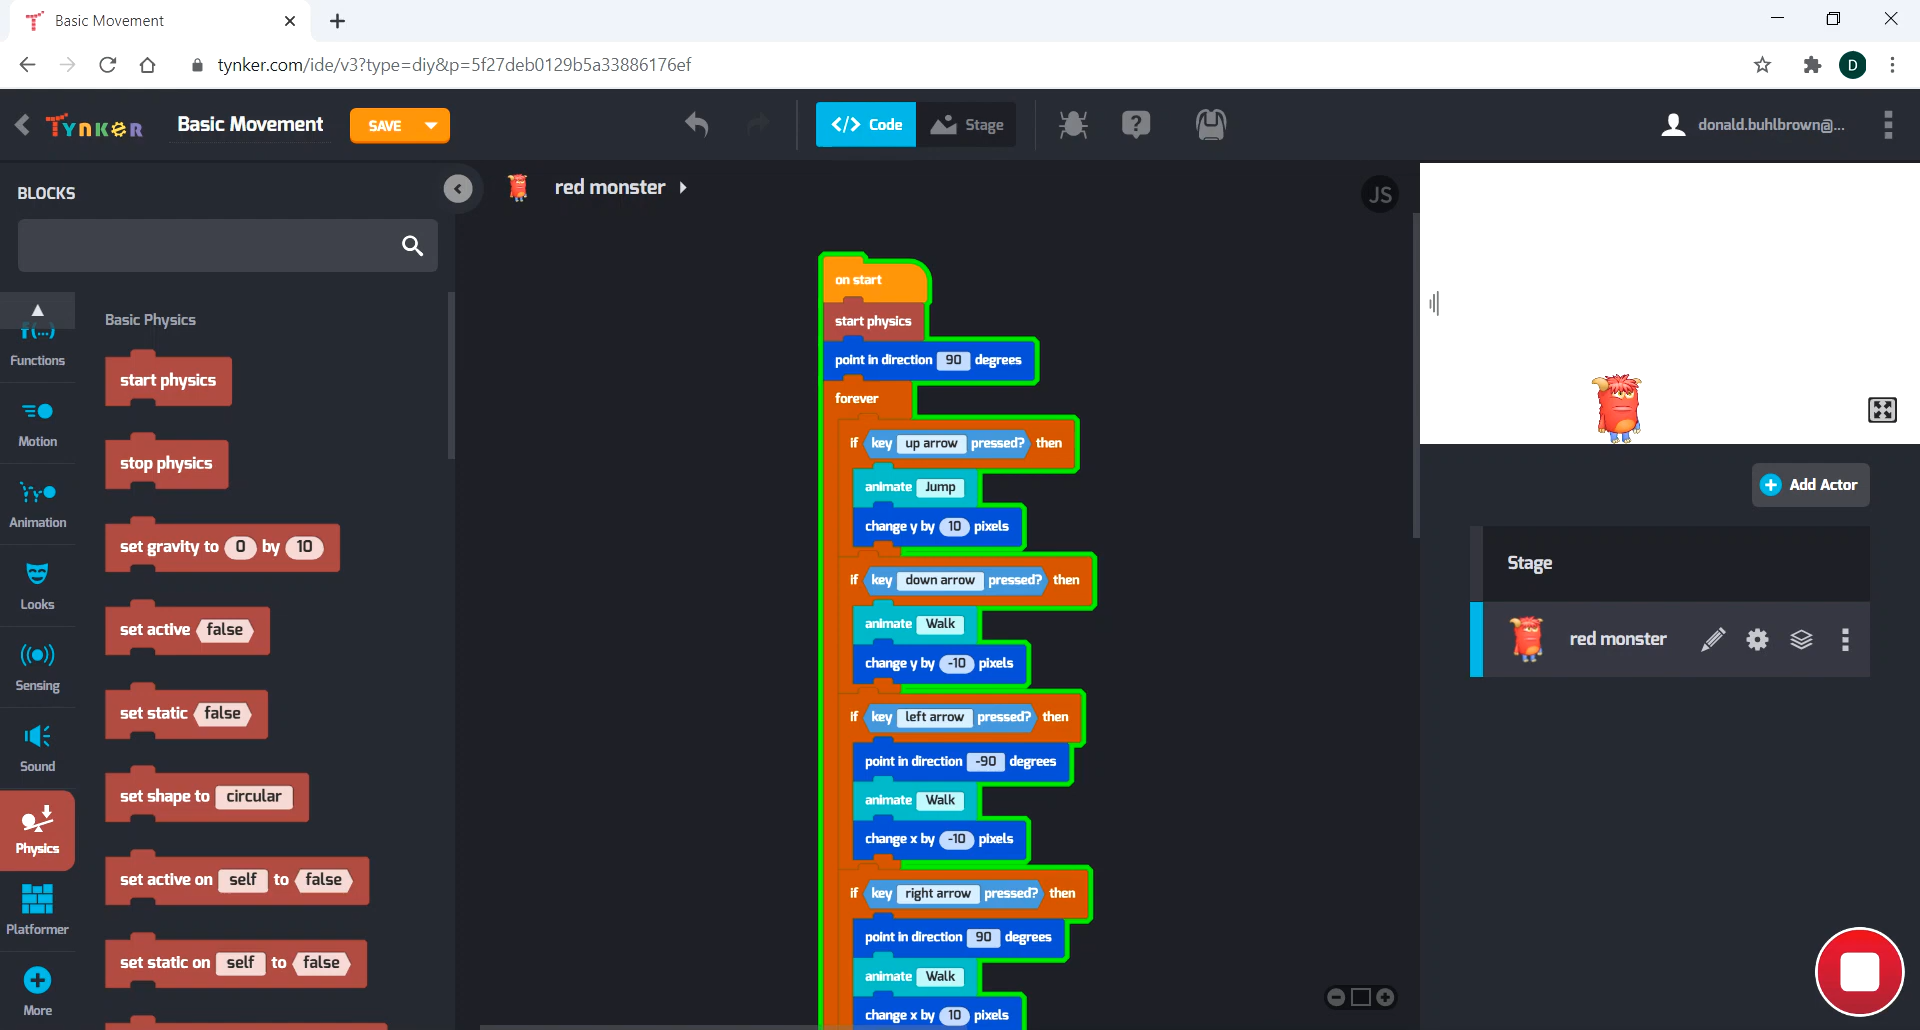 Basic Movement
tynker.com/ide/v3?type=diy&p=5f27deb0129b5a33886176ef
D
TYNKER
Basic Movement
SAVE
</> Code
Stage
?
donald.buhlbrown@...
BLOCKS
red monster
JS
f(...)
Functions
Motion
Animation
Looks
Sensing
Sound
Physics
Platformer
More
Basic Physics
start physics
stop physics
set gravity to 0 by 10
set active false
set static false
set shape to circular
set active on self to false
set static on self to false
on start
start physics
point in direction 90 degrees
forever
if key up arrow pressed? then
animate Jump
change y by 10 pixels
if key down arrow pressed? then
animate Walk
change y by -10 pixels
if key left arrow pressed? then
point in direction -90 degrees
animate Walk
change x by -10 pixels
if key right arrow pressed? then
point in direction 90 degrees
animate Walk
change x by 10 pixels
Add Actor
Stage
red monster